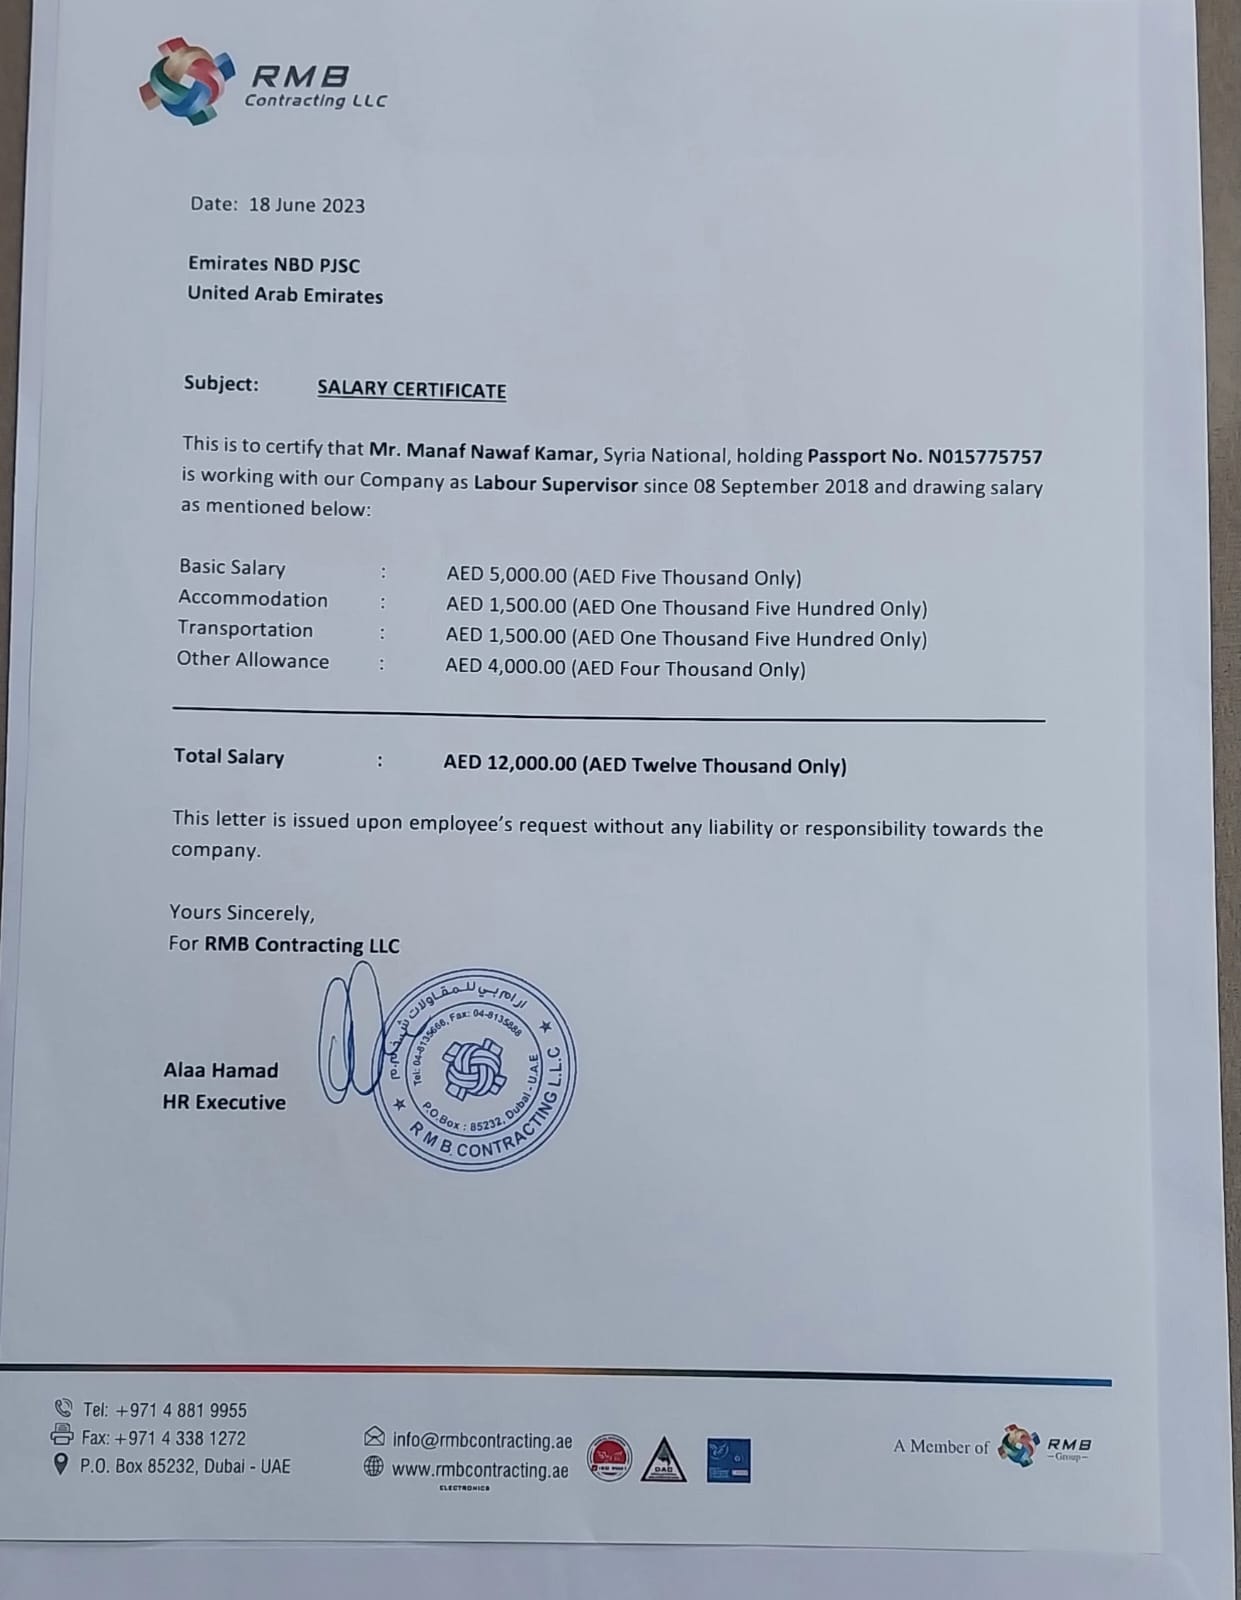 RMB
Contracting LLC
Date: 18 June 2023
Emirates NBD PJSC
United Arab Emirates
Subject: SALARY CERTIFICATE
This is to certify that Mr. Manaf Nawaf Kamar, Syria National, holding Passport No. N015775757
is working with our Company as Labour Supervisor since 08 September 2018 and drawing salary
as mentioned below:
Basic Salary : AED 5,000.00 (AED Five Thousand Only)
Accommodation : AED 1,500.00 (AED One Thousand Five Hundred Only)
Transportation : AED 1,500.00 (AED One Thousand Five Hundred Only)
Other Allowance : AED 4,000.00 (AED Four Thousand Only)
Total Salary : AED 12,000.00 (AED Twelve Thousand Only)
This letter is issued upon employee's request without any liability or responsibility towards the
company.
Yours Sincerely,
For RMB Contracting LLC
ارام بي للمقاولات ش.ذ.م.م
Tel: 04-8135666, Fax: 04-8135888
P.O.Box : 85232, Dubai - U.A.E
R M B CONTRACTING L.L.C
Alaa Hamad
HR Executive
Tel: +971 4 881 9955
Fax: +971 4 338 1272
P.O. Box 85232, Dubai - UAE
info@rmbcontracting.ae
www.rmbcontracting.ae
ELECTRONICS
A Member of RMB
Group